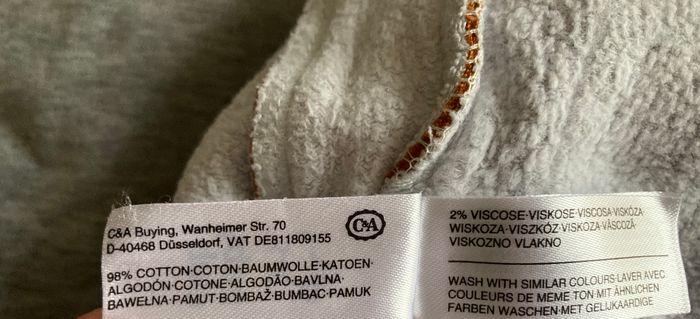 C&A Buying, Wanheimer Str. 70
D-40468 Düsseldorf, VAT DE811809155
C&A
98% COTTON·COTON·BAUMWOLLE·KATOEN·
ALGODÓN·COTONE·ALGODÃO·BAVLNA·
BAWEŁNA·PAMUT·BOMBAŽ·BUMBAC·PAMUK
2% VISCOSE·VISKOSE·VISCOSA·VISKÓZA
WISKOZA·VISZKÓZ·VISKOZA·VÂSCOZĂ·
VISKOZNO VLAKNO
WASH WITH SIMILAR COLOURS·LAVER AVEC
COULEURS DE MEME TON·MIT ÄHNLICHEN
FARBEN WASCHEN·MET GELIJKAARDIGE